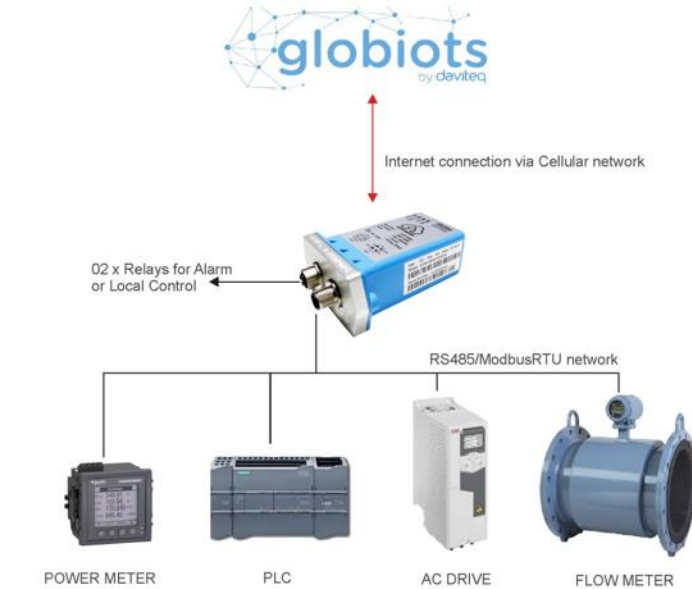 globiots
by daviteq
Internet connection via Cellular network
02 x Relays for Alarm
or Local Control
RS485/ModbusRTU network
POWER METER
PLC
AC DRIVE
FLOW METER